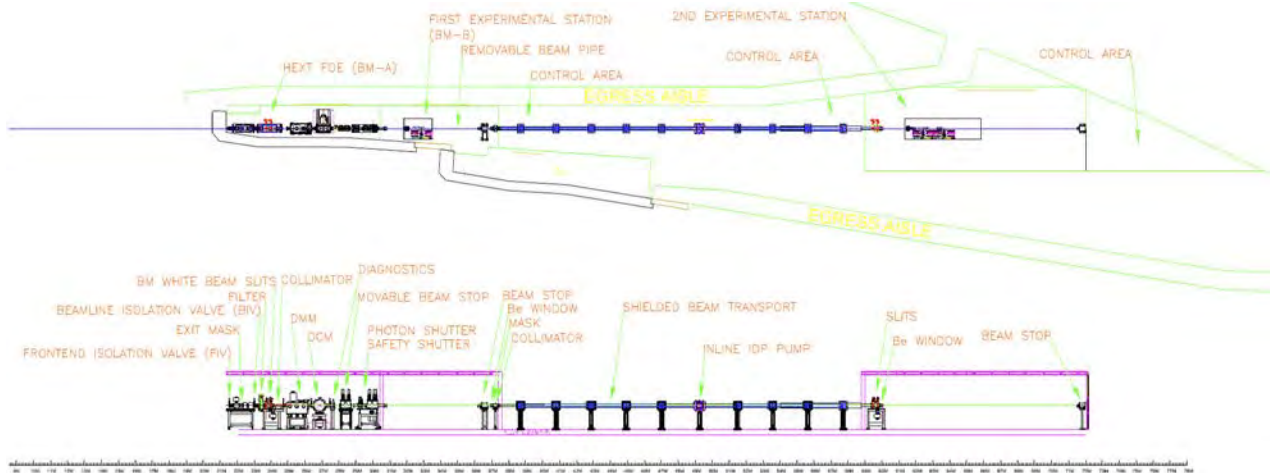 FIRST EXPERIMENTAL STATION
(BM-B)
2ND EXPERIMENTAL STATION
REMOVABLE BEAM PIPE
HEXT FOE (BM-A)
CONTROL AREA
CONTROL AREA
CONTROL AREA
EGRESS AISLE
EGRESS AISLE
DIAGNOSTICS
BM WHITE BEAM SLITS
COLLIMATOR
FILTER
MOVABLE BEAM STOP
BEAM STOP
BEAMLINE ISOLATION VALVE (BIV)
Be WINDOW
SHIELDED BEAM TRANSPORT
SLITS
DMM
MASK
EXIT MASK
DCM
PHOTON SHUTTER
COLLIMATOR
Be WINDOW
BEAM STOP
FRONTEND ISOLATION VALVE (FIV)
SAFETY SHUTTER
INLINE IDP PUMP